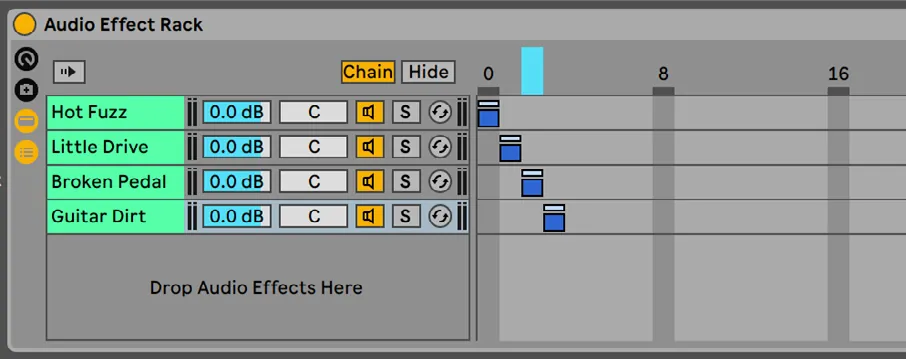 Audio Effect Rack
Chain Hide 0 8 16
Hot Fuzz 0.0 dB C S
Little Drive 0.0 dB C S
Broken Pedal 0.0 dB C S
Guitar Dirt 0.0 dB C S
Drop Audio Effects Here